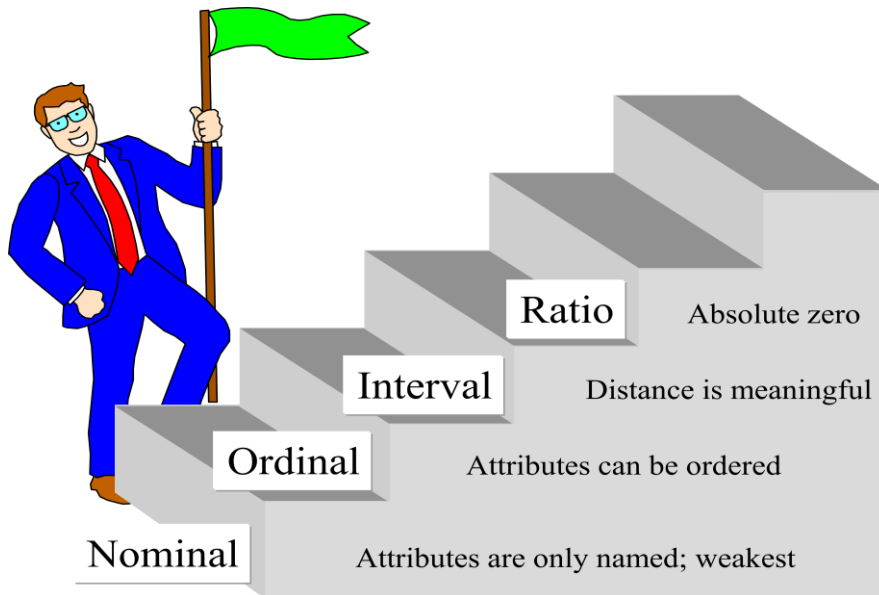 Ratio
Absolute zero
Interval
Distance is meaningful
Ordinal
Attributes can be ordered
Nominal
Attributes are only named; weakest